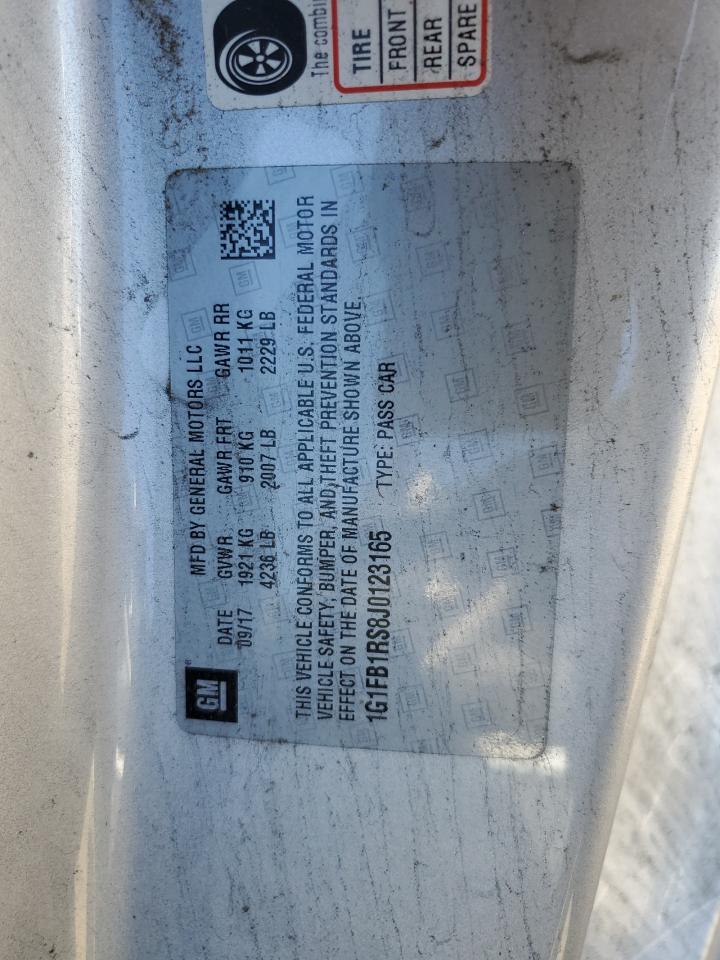 The combi
TIRE
FRONT
REAR
SPARE
MFD BY GENERAL MOTORS LLC
DATE GVWR GAWR FRT GAWR RR
09/17 1921 KG 910 KG 1011 KG
4236 LB 2007 LB 2229 LB
GM
THIS VEHICLE CONFORMS TO ALL APPLICABLE U.S. FEDERAL MOTOR
VEHICLE SAFETY, BUMPER, AND THEFT PREVENTION STANDARDS IN
EFFECT ON THE DATE OF MANUFACTURE SHOWN ABOVE.
1G1FB1RS8J0123165 TYPE: PASS CAR